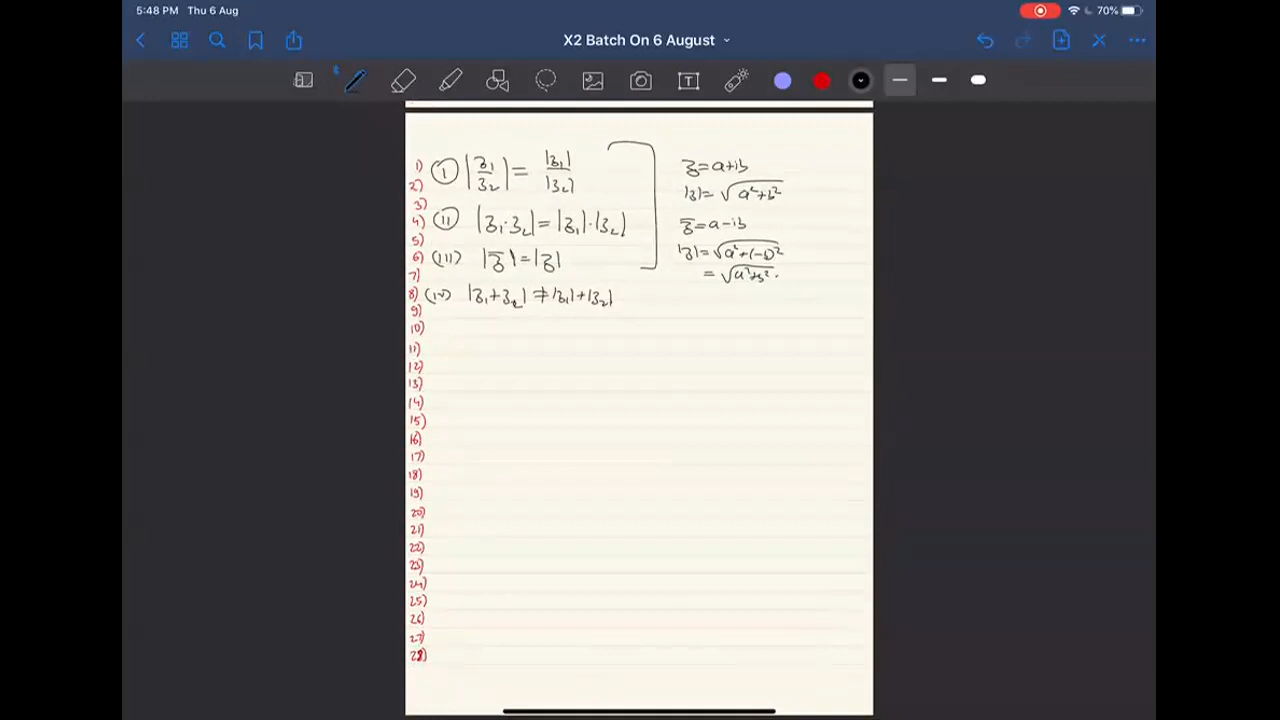 5:48 PM Thu 6 Aug
70%
X2 Batch On 6 August
1) ① |z₁/z₂| = |z₁|/|z₂|
2)
3)
4) (ii) |z₁·z₂| = |z₁|·|z₂|
5)
6) (iii) |z̅| = |z|
7)
8) (iv) |z₁+z₂| ≠ |z₁|+|z₂|
9)
10)
11)
12)
13)
14)
15)
16)
17)
18)
19)
20)
21)
22)
23)
24)
25)
26)
27)
28)
z = a+ib
|z| = √(a²+b²)
z̅ = a-ib
|z̅| = √(a²+(-b)²)
= √(a²+b²).